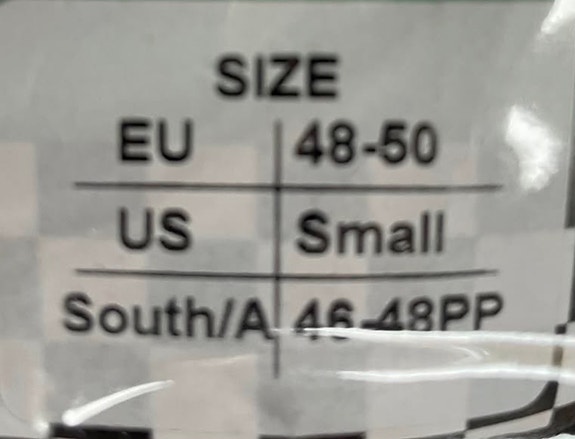 SIZE
EU 48-50
US Small
South/A 46-48PP